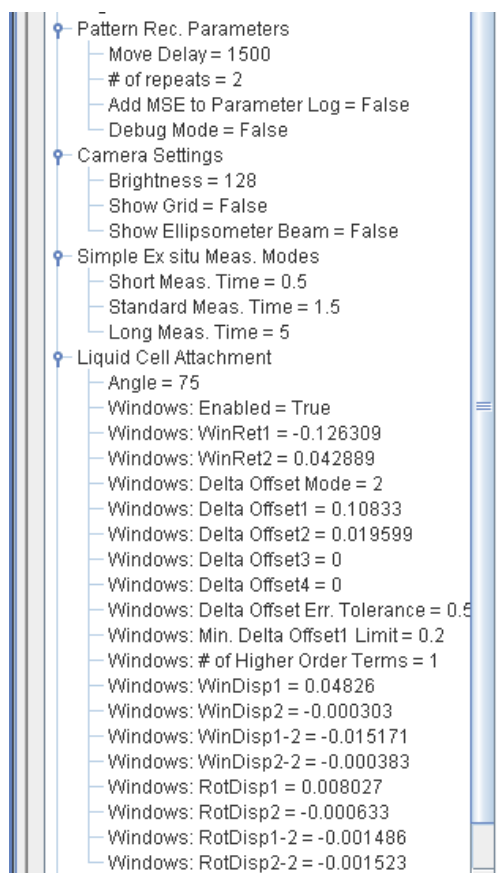 Pattern Rec. Parameters
Move Delay = 1500
# of repeats = 2
Add MSE to Parameter Log = False
Debug Mode = False
Camera Settings
Brightness = 128
Show Grid = False
Show Ellipsometer Beam = False
Simple Ex situ Meas. Modes
Short Meas. Time = 0.5
Standard Meas. Time = 1.5
Long Meas. Time = 5
Liquid Cell Attachment
Angle = 75
Windows: Enabled = True
Windows: WinRet1 = -0.126309
Windows: WinRet2 = 0.042889
Windows: Delta Offset Mode = 2
Windows: Delta Offset1 = 0.10833
Windows: Delta Offset2 = 0.019599
Windows: Delta Offset3 = 0
Windows: Delta Offset4 = 0
Windows: Delta Offset Err. Tolerance = 0.5
Windows: Min. Delta Offset1 Limit = 0.2
Windows: # of Higher Order Terms = 1
Windows: WinDisp1 = 0.04826
Windows: WinDisp2 = -0.000303
Windows: WinDisp1-2 = -0.015171
Windows: WinDisp2-2 = -0.000383
Windows: RotDisp1 = 0.008027
Windows: RotDisp2 = -0.000633
Windows: RotDisp1-2 = -0.001486
Windows: RotDisp2-2 = -0.001523